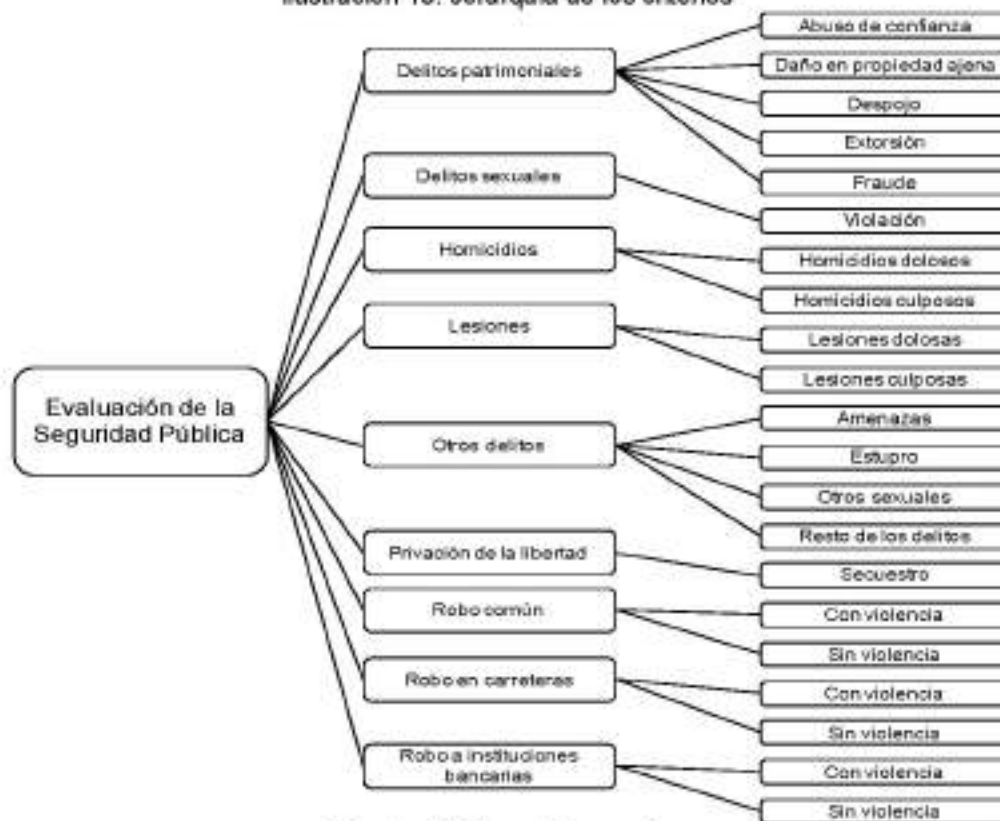 Evaluación de la
Seguridad Pública
Delitos patrimoniales
Abuso de confianza
Daño en propiedad ajena
Despojo
Extorsión
Fraude
Delitos sexuales
Violación
Homicidios
Homicidios dolosos
Homicidios culposos
Lesiones
Lesiones dolosas
Lesiones culposas
Otros delitos
Amenazas
Estupro
Otros sexuales
Resto de los delitos
Privación de la libertad
Secuestro
Robo común
Con violencia
Sin violencia
Robo en carreteras
Con violencia
Sin violencia
Robo a instituciones
bancarias
Con violencia
Sin violencia